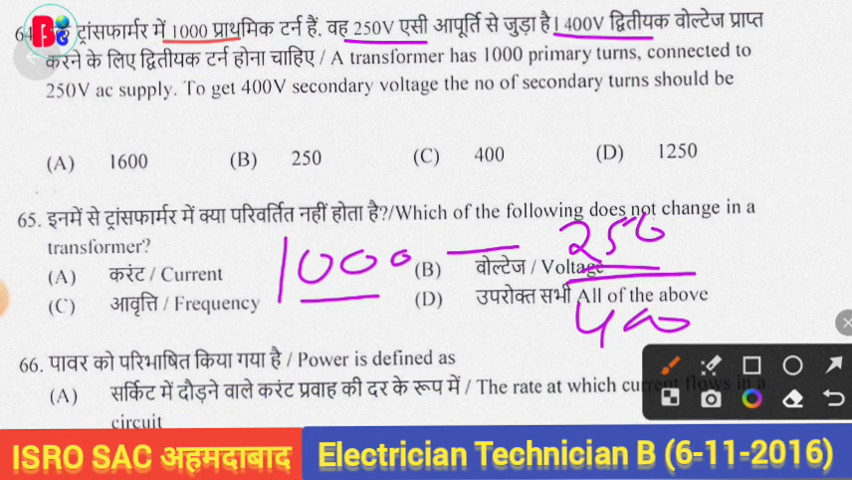 64.
ट्रांसफार्मर में 1000 प्राथमिक टर्न हैं. वह 250V एसी आपूर्ति से जुड़ा है। 400V द्वितीयक वोल्टेज प्राप्त
करने के लिए द्वितीयक टर्न होना चाहिए / A transformer has 1000 primary turns, connected to
250V ac supply. To get 400V secondary voltage the no of secondary turns should be
(A) 1600 (B) 250 (C) 400 (D) 1250
65. इनमें से ट्रांसफार्मर में क्या परिवर्तित नहीं होता है?/Which of the following does not change in a
transformer?
250
1000
(A) करंट / Current (B) वोल्टेज / Voltage
(C) आवृत्ति / Frequency (D) उपरोक्त सभी All of the above
400
66. पावर को परिभाषित किया गया है / Power is defined as
(A) सर्किट में दौड़ने वाले करंट प्रवाह की दर के रूप में / The rate at which current flows in a
circuit
ISRO SAC अहमदाबाद Electrician Technician B (6-11-2016)